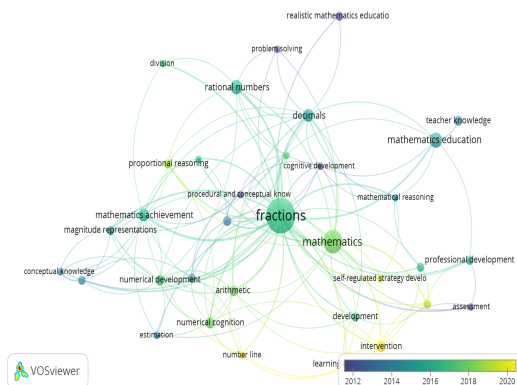 realistic mathematics educatio
problem solving
division
rational numbers
decimals
teacher knowledge
mathematics education
proportional reasoning
cognitive development
procedural and conceptual know
mathematical reasoning
mathematics achievement
fractions
magnitude representations
mathematics
professional development
conceptual knowledge
numerical development
self-regulated strategy develo
arithmetic
assessment
numerical cognition
development
estimation
intervention
number line
learning
VOSviewer
2012 2014 2016 2018 2020